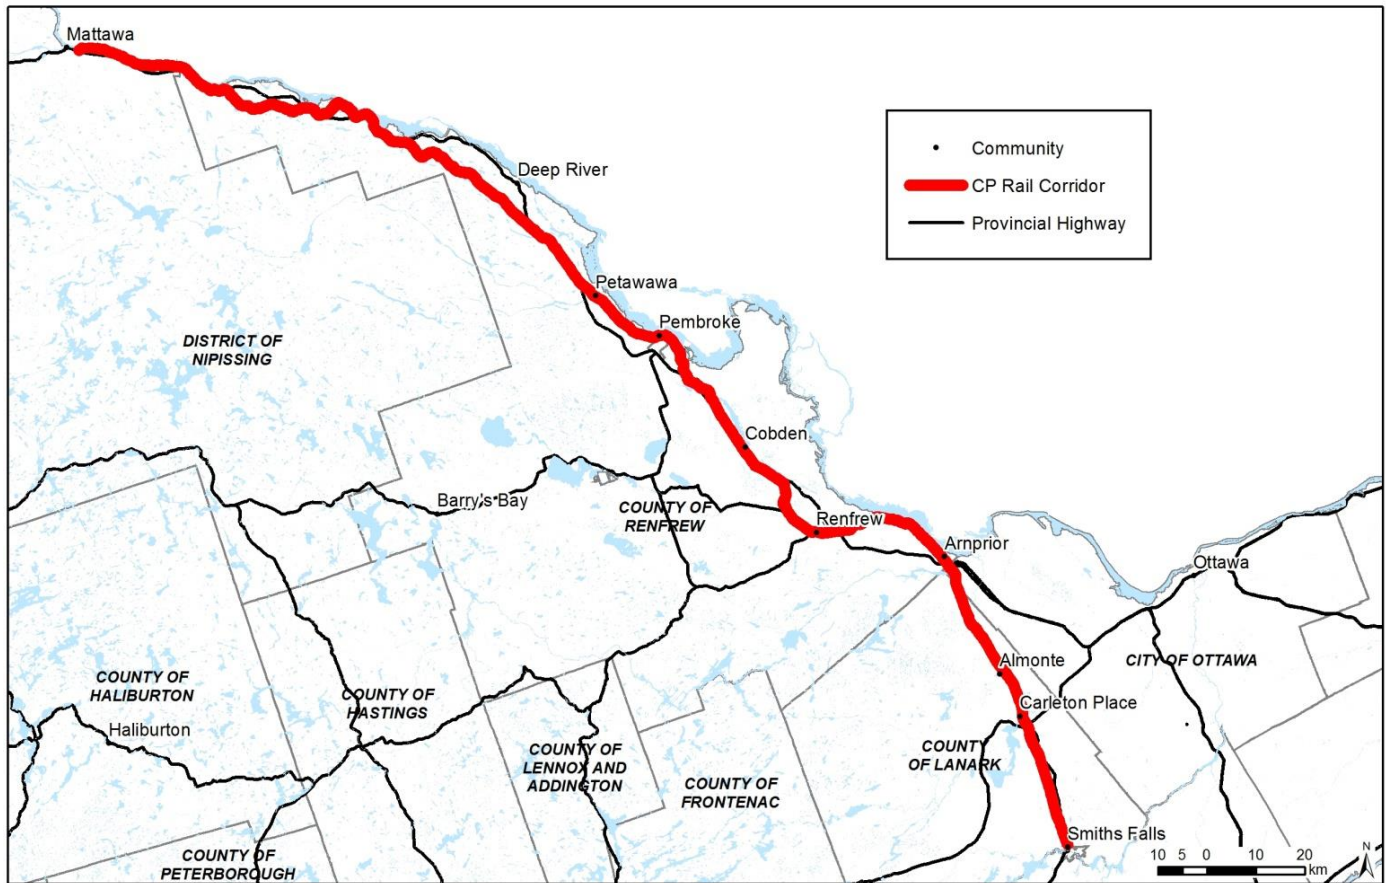 Mattawa
Community
CP Rail Corridor
Provincial Highway
Deep River
Petawawa
Pembroke
DISTRICT OF
NIPISSING
Cobden
Barry's Bay
COUNTY OF
RENFREW
Renfrew
Arnprior
Ottawa
Almonte
CITY OF OTTAWA
COUNTY OF
HALIBURTON
COUNTY OF
HASTINGS
Carleton Place
Haliburton
COUNTY OF
LENNOX AND
ADDINGTON
COUNTY
OF LANARK
COUNTY OF
FRONTENAC
Smiths Falls
COUNTY OF
PETERBOROUGH
10 5 0 10 20
km
N